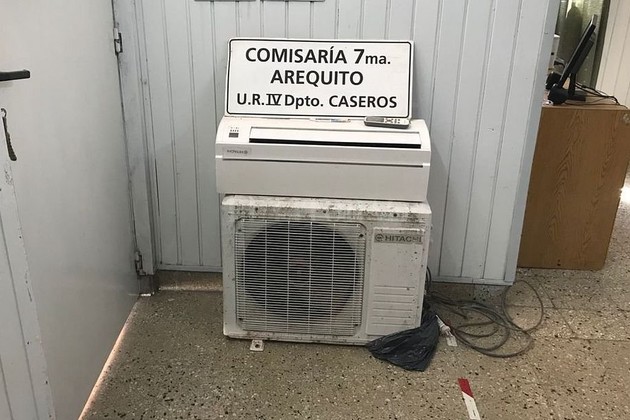 COMISARÍA 7ma.
AREQUITO
U.R. IV Dpto. CASEROS
HITACHI